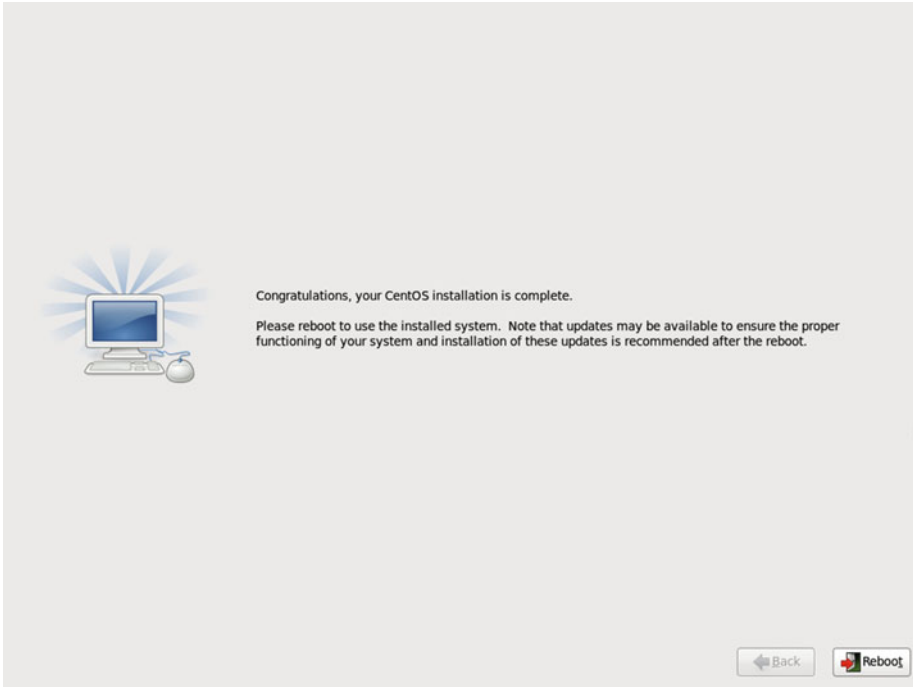 Congratulations, your CentOS installation is complete.
Please reboot to use the installed system.  Note that updates may be available to ensure the proper
functioning of your system and installation of these updates is recommended after the reboot.
Back
Reboot